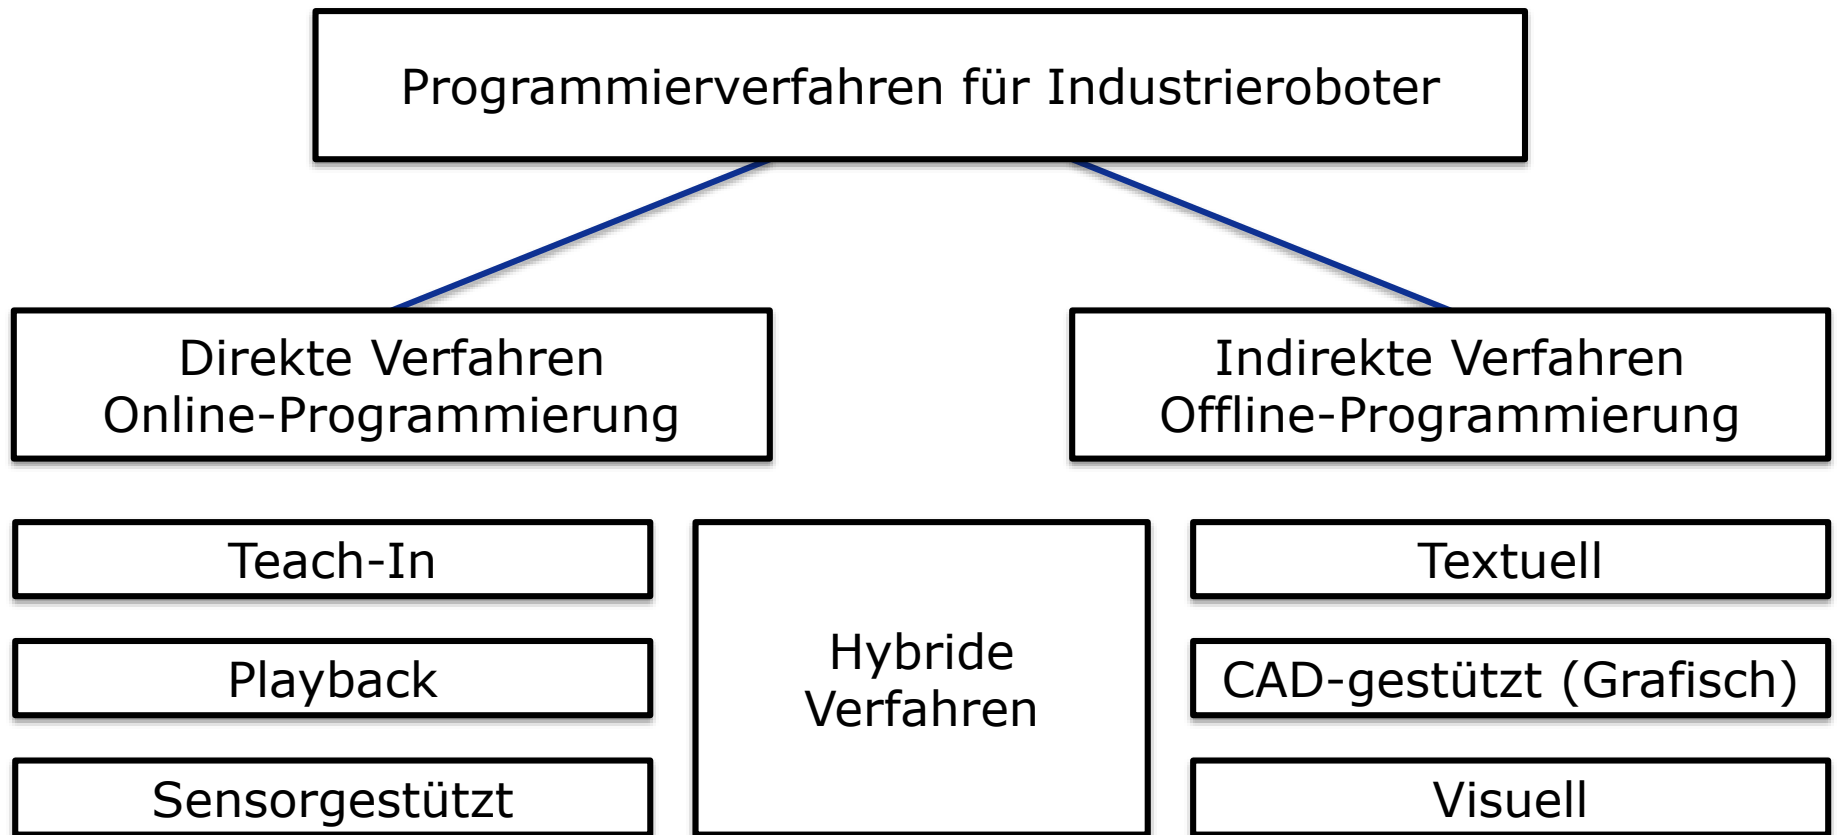 Programmierverfahren für Industrieroboter
Direkte Verfahren
Online-Programmierung
Indirekte Verfahren
Offline-Programmierung
Teach-In
Playback
Sensorgestützt
Hybride
Verfahren
Textuell
CAD-gestützt (Grafisch)
Visuell